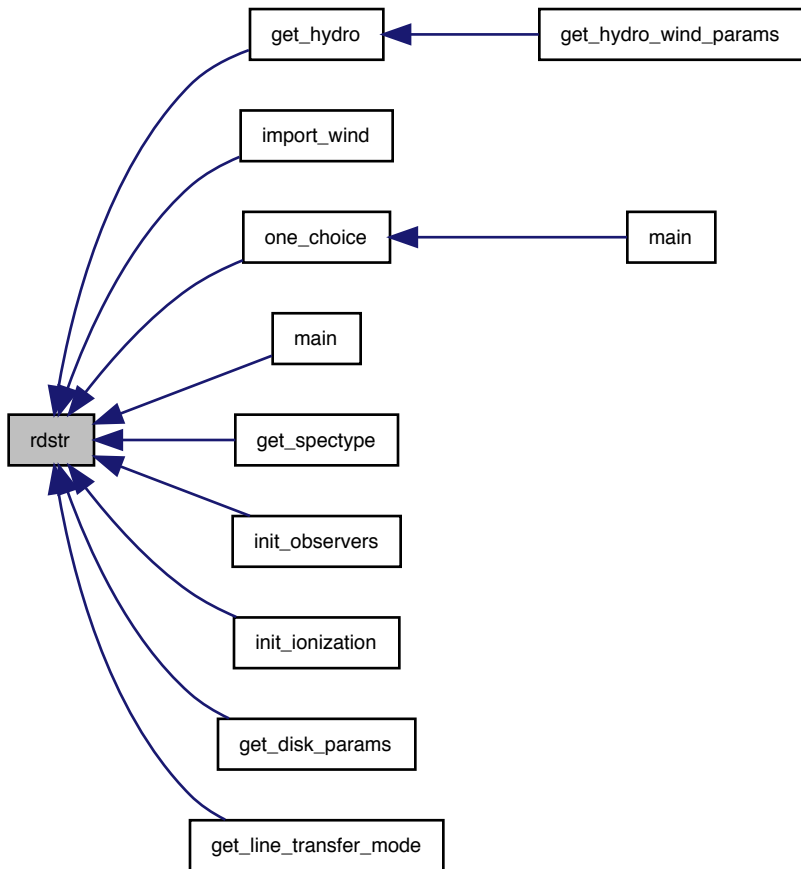 get_hydro
get_hydro_wind_params
import_wind
one_choice
main
main
rdstr
get_spectype
init_observers
init_ionization
get_disk_params
get_line_transfer_mode